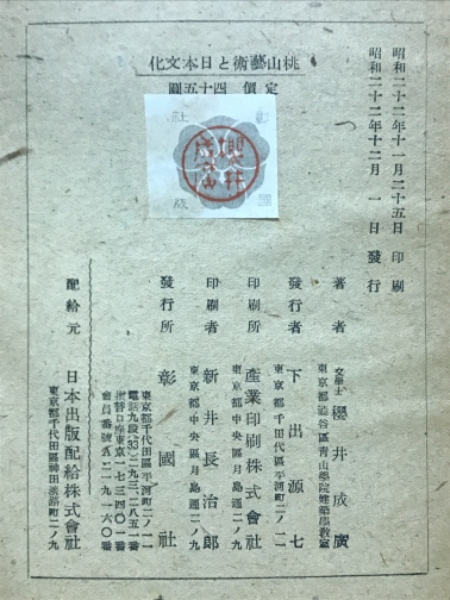 昭和二十二年十一月二十五日 印刷
昭和二十二年十二月 一日 發行
桃山藝術と日本文化
定價 四十五圓
櫻井成廣
著者 文學士 櫻井成廣
東京都澁谷區青山學院建築學教室
發行者 下出源七
東京都千田代區平河町二ノ一一
印刷所 產業印刷株式會社
東京都中央區月島通二ノ九
印刷者 新井長治郎
東京都中央區月島通二ノ九
發行所 彰國社
東京都千代田區平河町二ノ一一
電話九段(33)二九三、二八五一番
振替口座東京一七三四〇一番
會員番號A二一九一六〇番
配給元 日本出版配給株式會社
東京都千代田區神田淡路町二ノ九